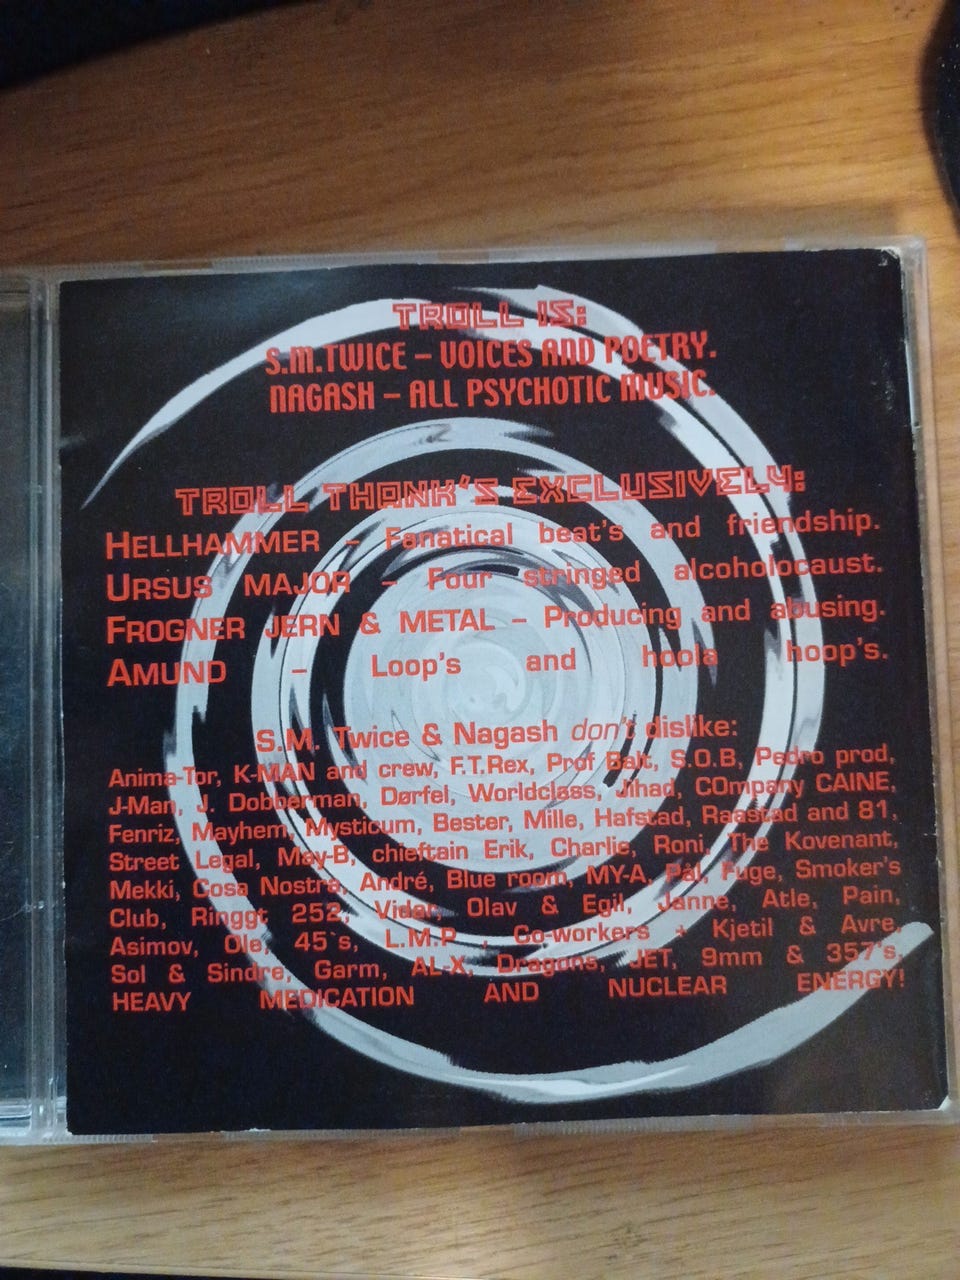 TROLL IS:
S.M.TWICE – VOICES AND POETRY.
NAGASH – ALL PSYCHOTIC MUSIC.
TROLL THANK'S EXCLUSIVELY:
HELLHAMMER – Fanatical beat's and friendship.
URSUS MAJOR – Four stringed alcoholocaust.
FROGNER JERN & METAL – Producing and abusing.
AMUND – Loop's and hoola hoop's.
S.M. Twice & Nagash don't dislike:
Anima-Tor, K-MAN and crew, F.T.Rex, Prof Balt, S.O.B, Pedro prod,
J-Man, J. Dobberman, Dørfel, Worldclass, Jihad, COmpany CAINE,
Fenriz, Mayhem, Mysticum, Bester, Mille, Hafstad, Raastad and 81,
Street Legal, May-B, chieftain Erik, Charlie, Roni, The Kovenant,
Mekki, Cosa Nostra, André, Blue room, MY-A, Pål, Fuge, Smoker's
Club, Ringgt 252, Vidar, Olav & Egil, Janne, Atle, Pain,
Asimov, Ole, 45`s, L.M.P , Co-workers + Kjetil & Avre,
Sol & Sindre, Garm, AL-X, Dragons, JET, 9mm & 357's,
HEAVY MEDICATION AND NUCLEAR ENERGY!